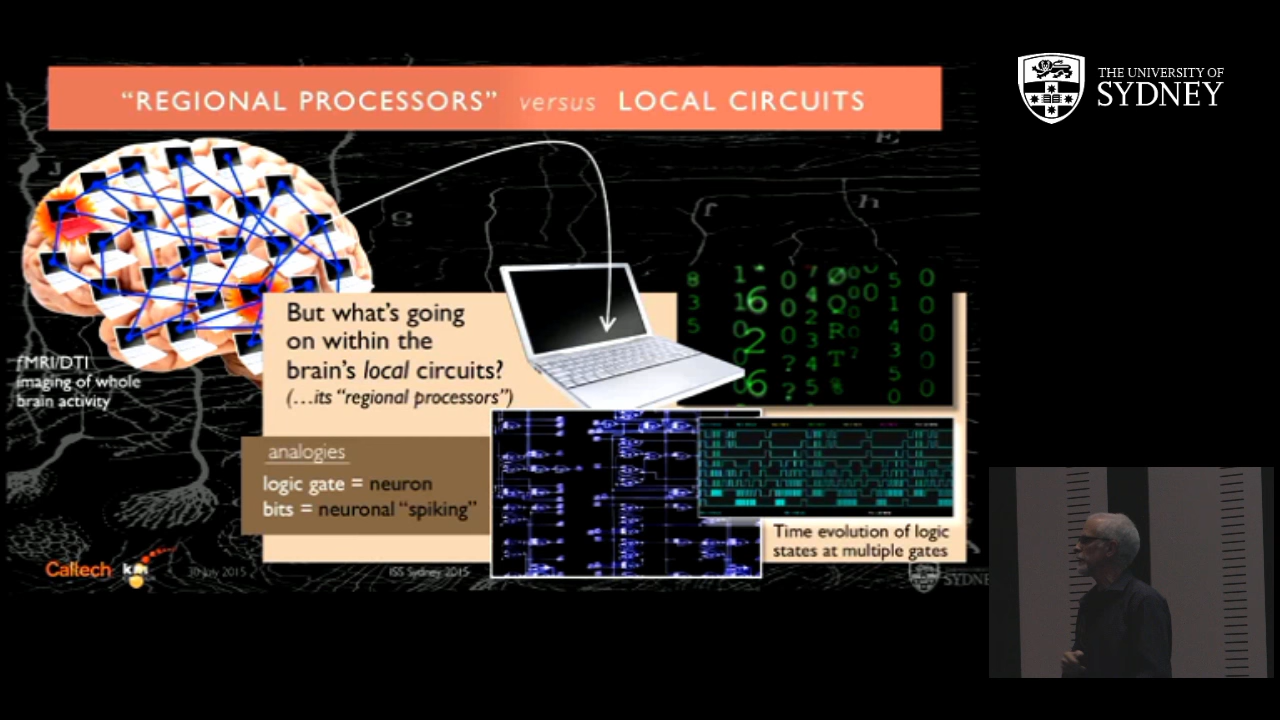 "REGIONAL PROCESSORS" versus LOCAL CIRCUITS
THE UNIVERSITY OF
SYDNEY
J
g
f
h
E
But what's going
on within the
brain's local circuits?
(...its "regional processors")
fMRI/DTI
imaging of whole
brain activity
analogies
logic gate = neuron
bits = neuronal "spiking"
Time evolution of logic
states at multiple gates
Caltech
30 July 2015
ISS Sydney 2015
SYDNE